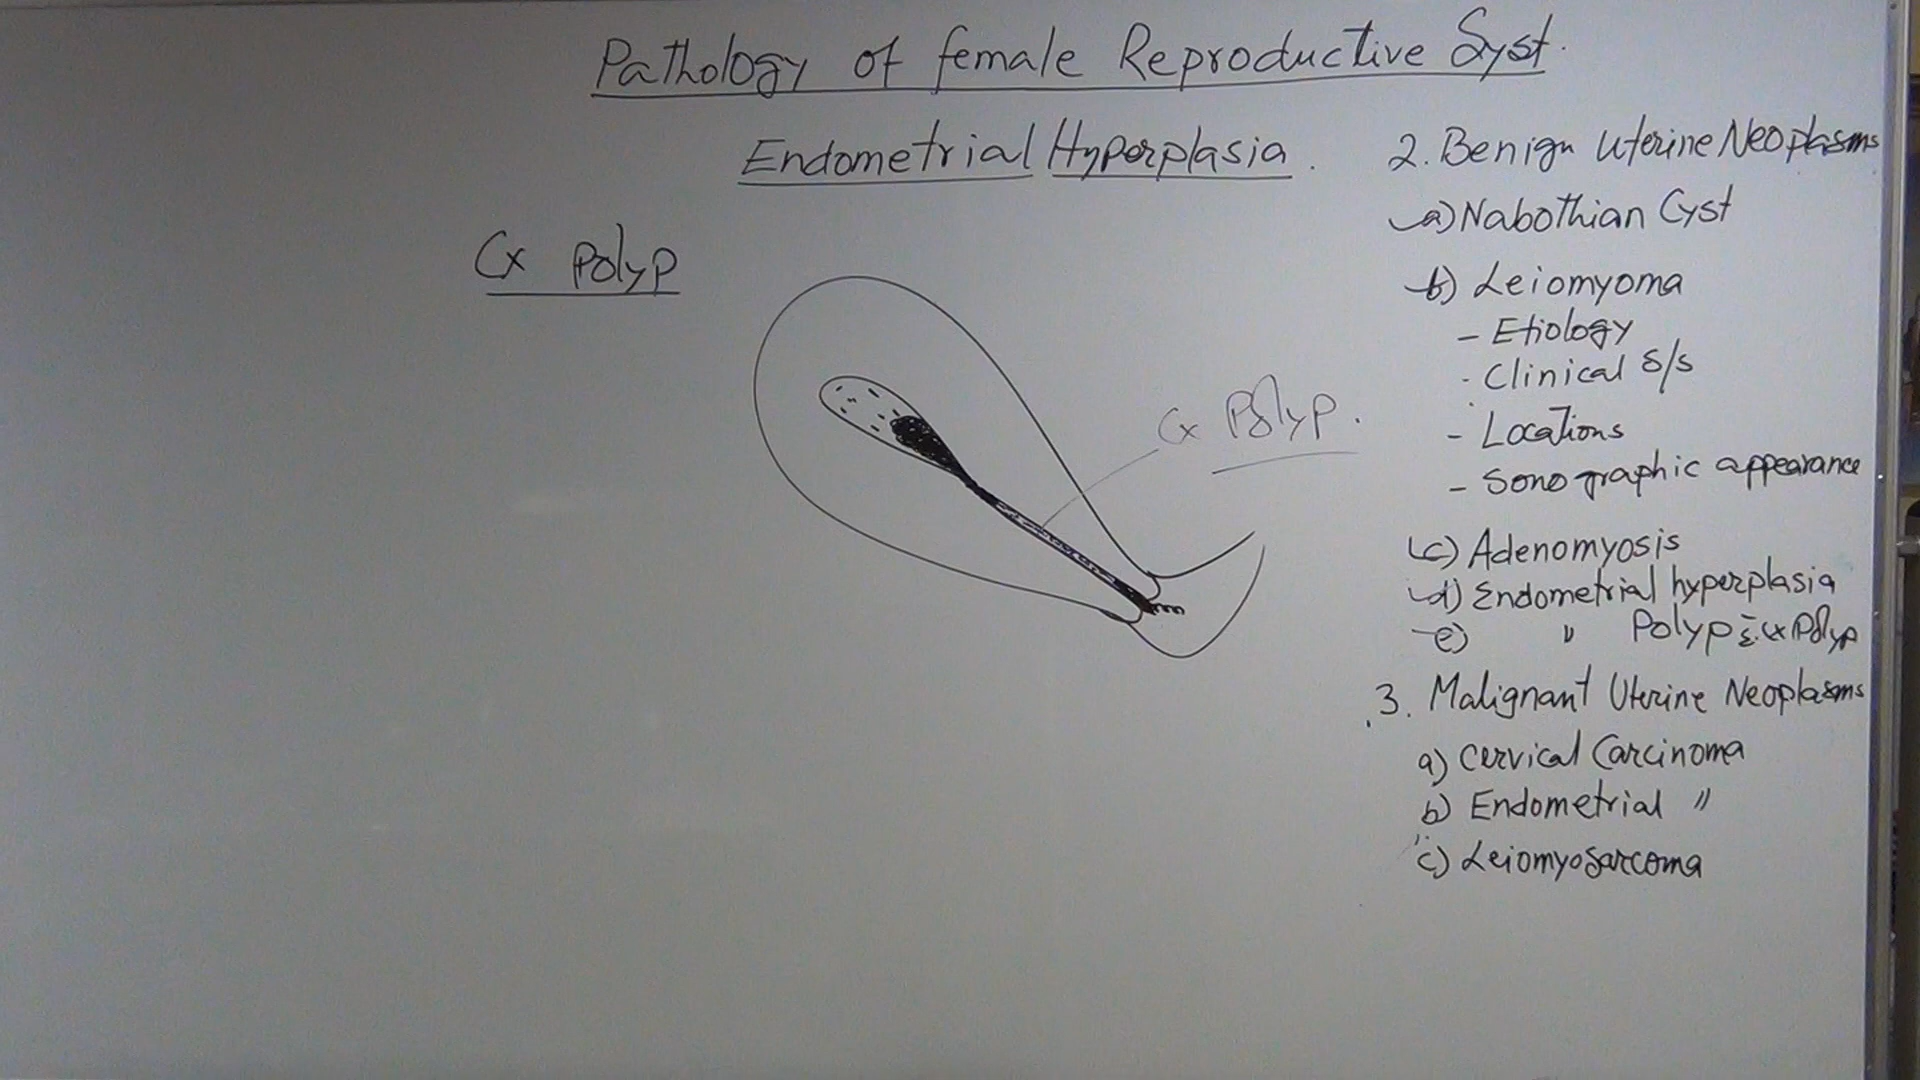 Pathology of female Reproductive Syst.
Endometrial Hyperplasia.
Cx Polyp
Cx Polyp.
2. Benign Uterine Neoplasms
a) Nabothian Cyst
b) Leiomyoma
- Etiology
- Clinical S/s
- Locations
- Sonographic appearance
c) Adenomyosis
d) Endometrial hyperplasia
e) " Polyp & Cx Polyp
3. Malignant Uterine Neoplasms
a) Cervical Carcinoma
b) Endometrial "
c) Leiomyosarcoma